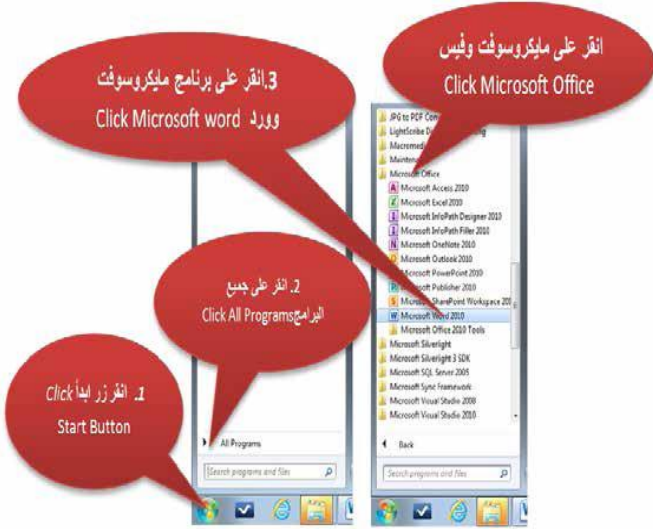 انقر على مايكروسوفت وفيس
Click Microsoft Office
3.انقر على برنامج مايكروسوفت
وورد Click Microsoft word
2. انقر على جميع
البرامجClick All Programs
1. انقر زر ابدأ Click
Start Button
All Programs
Search programs and files
JPG to PDF Con
LightScribe D
Macromed
Mainten
Microsoft Office
Microsoft Access 2010
Microsoft Excel 2010
Microsoft InfoPath Designer 2010
Microsoft InfoPath Filler 2010
Microsoft OneNote 2010
Microsoft Outlook 2010
Microsoft PowerPoint 2010
Microsoft Publisher 2010
Microsoft SharePoint Workspace 201
Microsoft Word 2010
Microsoft Office 2010 Tools
Microsoft Silverlight
Microsoft Silverlight 3 SDK
Microsoft SQL Server 2005
Microsoft Sync Framework
Microsoft Visual Studio 2008
Microsoft Visual Studio 2010
Back
Search programs and files